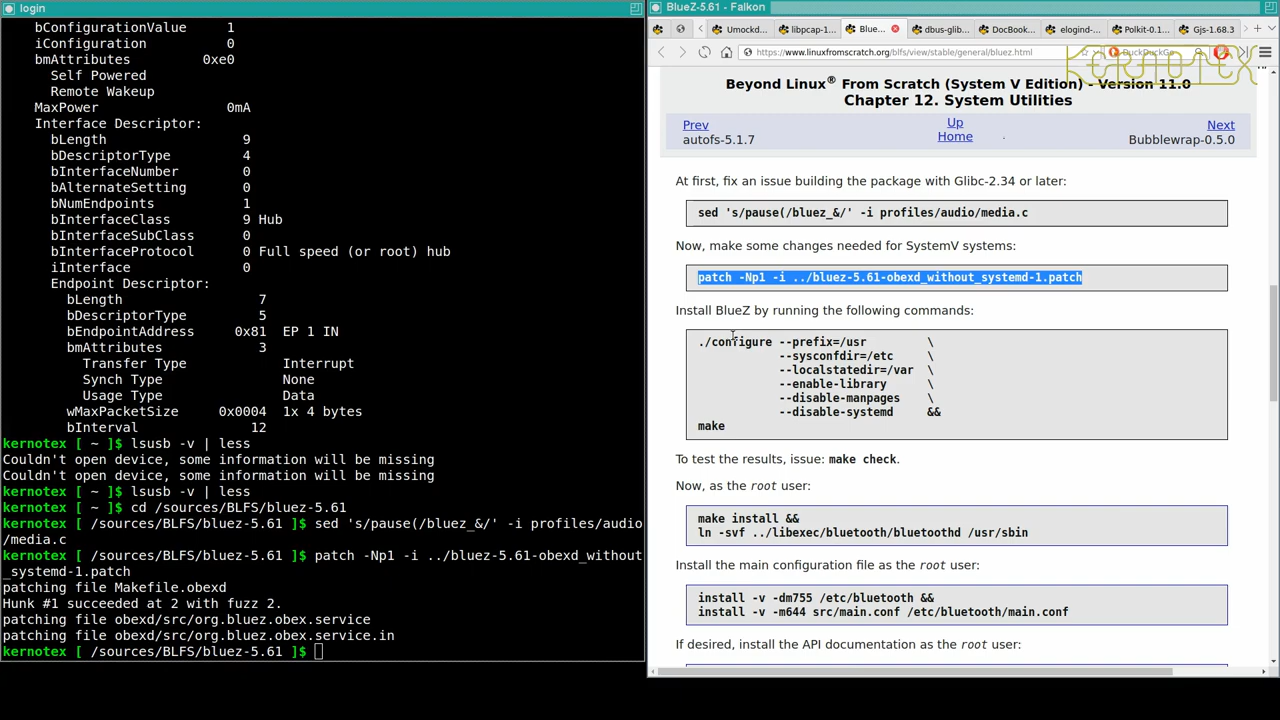 login
bConfigurationValue 1
iConfiguration 0
bmAttributes 0xe0
Self Powered
Remote Wakeup
MaxPower 0mA
Interface Descriptor:
bLength 9
bDescriptorType 4
bInterfaceNumber 0
bAlternateSetting 0
bNumEndpoints 1
bInterfaceClass 9 Hub
bInterfaceSubClass 0
bInterfaceProtocol 0 Full speed (or root) hub
iInterface 0
Endpoint Descriptor:
bLength 7
bDescriptorType 5
bEndpointAddress 0x81 EP 1 IN
bmAttributes 3
Transfer Type Interrupt
Synch Type None
Usage Type Data
wMaxPacketSize 0x0004 1x 4 bytes
bInterval 12
kernotex [ ~ ]$ lsusb -v | less
Couldn't open device, some information will be missing
Couldn't open device, some information will be missing
kernotex [ ~ ]$ lsusb -v | less
kernotex [ ~ ]$ cd /sources/BLFS/bluez-5.61
kernotex [ /sources/BLFS/bluez-5.61 ]$ sed 's/pause(/bluez_&/' -i profiles/audio
/media.c
kernotex [ /sources/BLFS/bluez-5.61 ]$ patch -Np1 -i ../bluez-5.61-obexd_without
_systemd-1.patch
patching file Makefile.obexd
Hunk #1 succeeded at 2 with fuzz 2.
patching file obexd/src/org.bluez.obex.service
patching file obexd/src/org.bluez.obex.service.in
kernotex [ /sources/BLFS/bluez-5.61 ]$
BlueZ-5.61 - Falkon
Umockd... libpcap-1... Blue... dbus-glib... DocBook... elogind-... Polkit-0.1... Gjs-1.68.3
https://www.linuxfromscratch.org/blfs/view/stable/general/bluez.html
DuckDuckGo
KERNOTEX
Beyond Linux® From Scratch (System V Edition) - Version 11.0
Chapter 12. System Utilities
Prev Up Next
autofs-5.1.7 Home Bubblewrap-0.5.0
At first, fix an issue building the package with Glibc-2.34 or later:
sed 's/pause(/bluez_&/' -i profiles/audio/media.c
Now, make some changes needed for SystemV systems:
patch -Np1 -i ../bluez-5.61-obexd_without_systemd-1.patch
Install BlueZ by running the following commands:
./configure --prefix=/usr \
--sysconfdir=/etc \
--localstatedir=/var \
--enable-library \
--disable-manpages \
--disable-systemd &&
make
To test the results, issue: make check.
Now, as the root user:
make install &&
ln -svf ../libexec/bluetooth/bluetoothd /usr/sbin
Install the main configuration file as the root user:
install -v -dm755 /etc/bluetooth &&
install -v -m644 src/main.conf /etc/bluetooth/main.conf
If desired, install the API documentation as the root user: